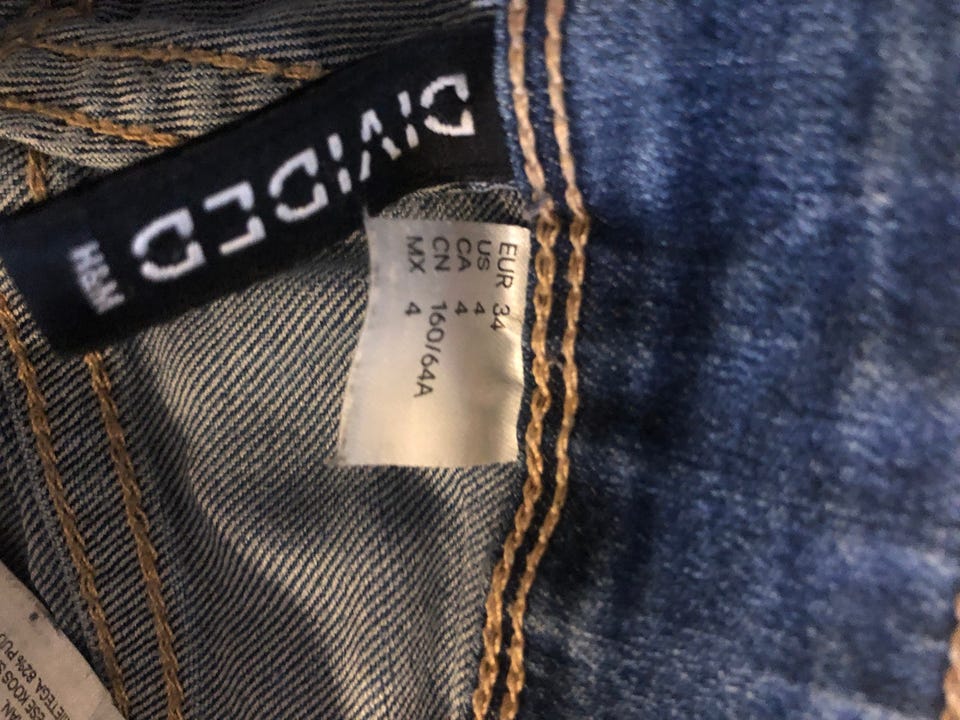 DIVIDED
H&M
EUR 34
US 4
CA 4
CN 160/64A
MX 4